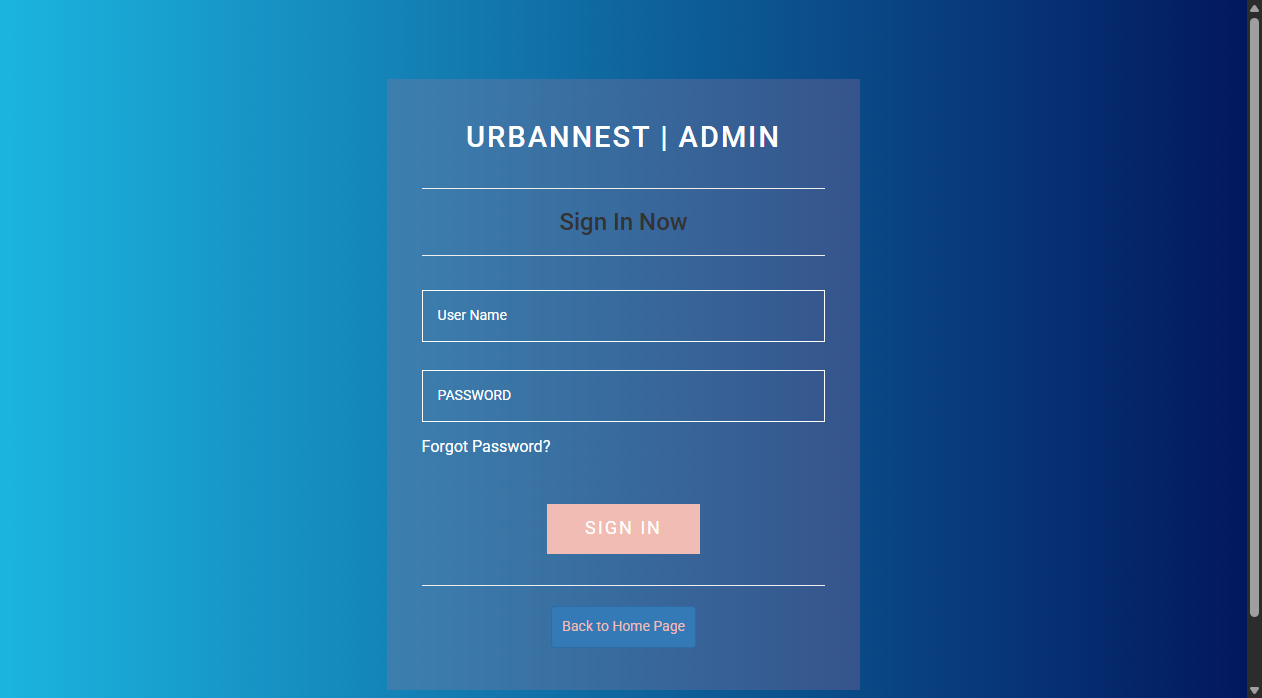 URBANNEST | ADMIN
Sign In Now
User Name
PASSWORD
Forgot Password?
SIGN IN
Back to Home Page